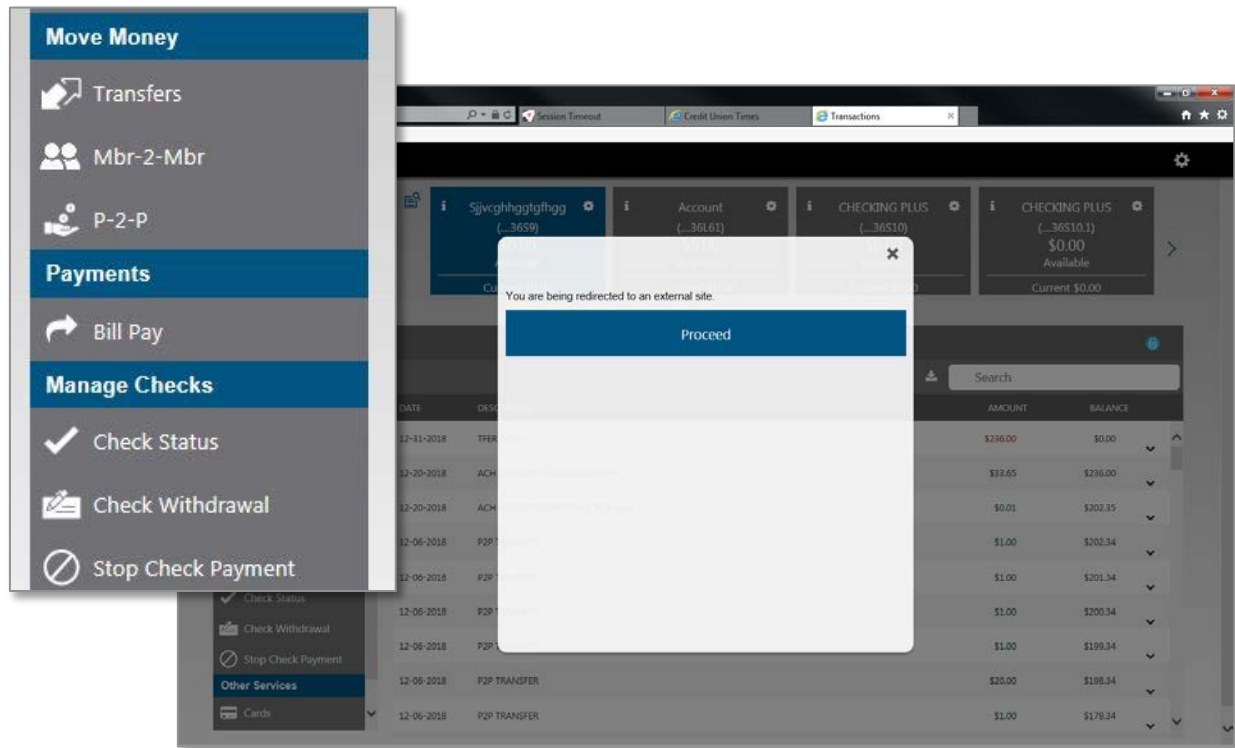 Move Money
Transfers
Mbr-2-Mbr
P-2-P
Payments
Bill Pay
Manage Checks
Check Status
Check Withdrawal
Stop Check Payment
Session Timeout
Credit Union Times
Transactions
Sjjvcghhggtgfhgg
(...36S9)
Account
(...36L61)
CHECKING PLUS
(...36S10)
CHECKING PLUS
(...36S10.1)
$0.00
Available
Current $0.00
You are being redirected to an external site.
Proceed
Search
DATE AMOUNT BALANCE
12-31-2018 TFER $236.00 $0.00
12-20-2018 ACH $33.65 $236.00
12-20-2018 ACH $0.01 $202.35
12-06-2018 P2P $1.00 $202.34
12-06-2018 P2P $1.00 $201.34
12-06-2018 P2P $1.00 $200.34
12-06-2018 P2P $1.00 $199.34
12-06-2018 P2P TRANSFER $20.00 $198.34
12-06-2018 P2P TRANSFER $1.00 $178.34
Check Status
Check Withdrawal
Stop Check Payment
Other Services
Cards